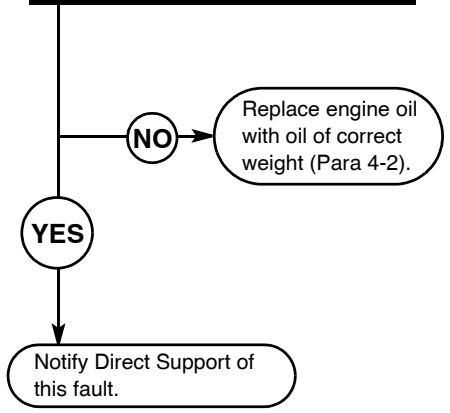 NO
Replace engine oil
with oil of correct
weight (Para 4-2).
YES
Notify Direct Support of
this fault.